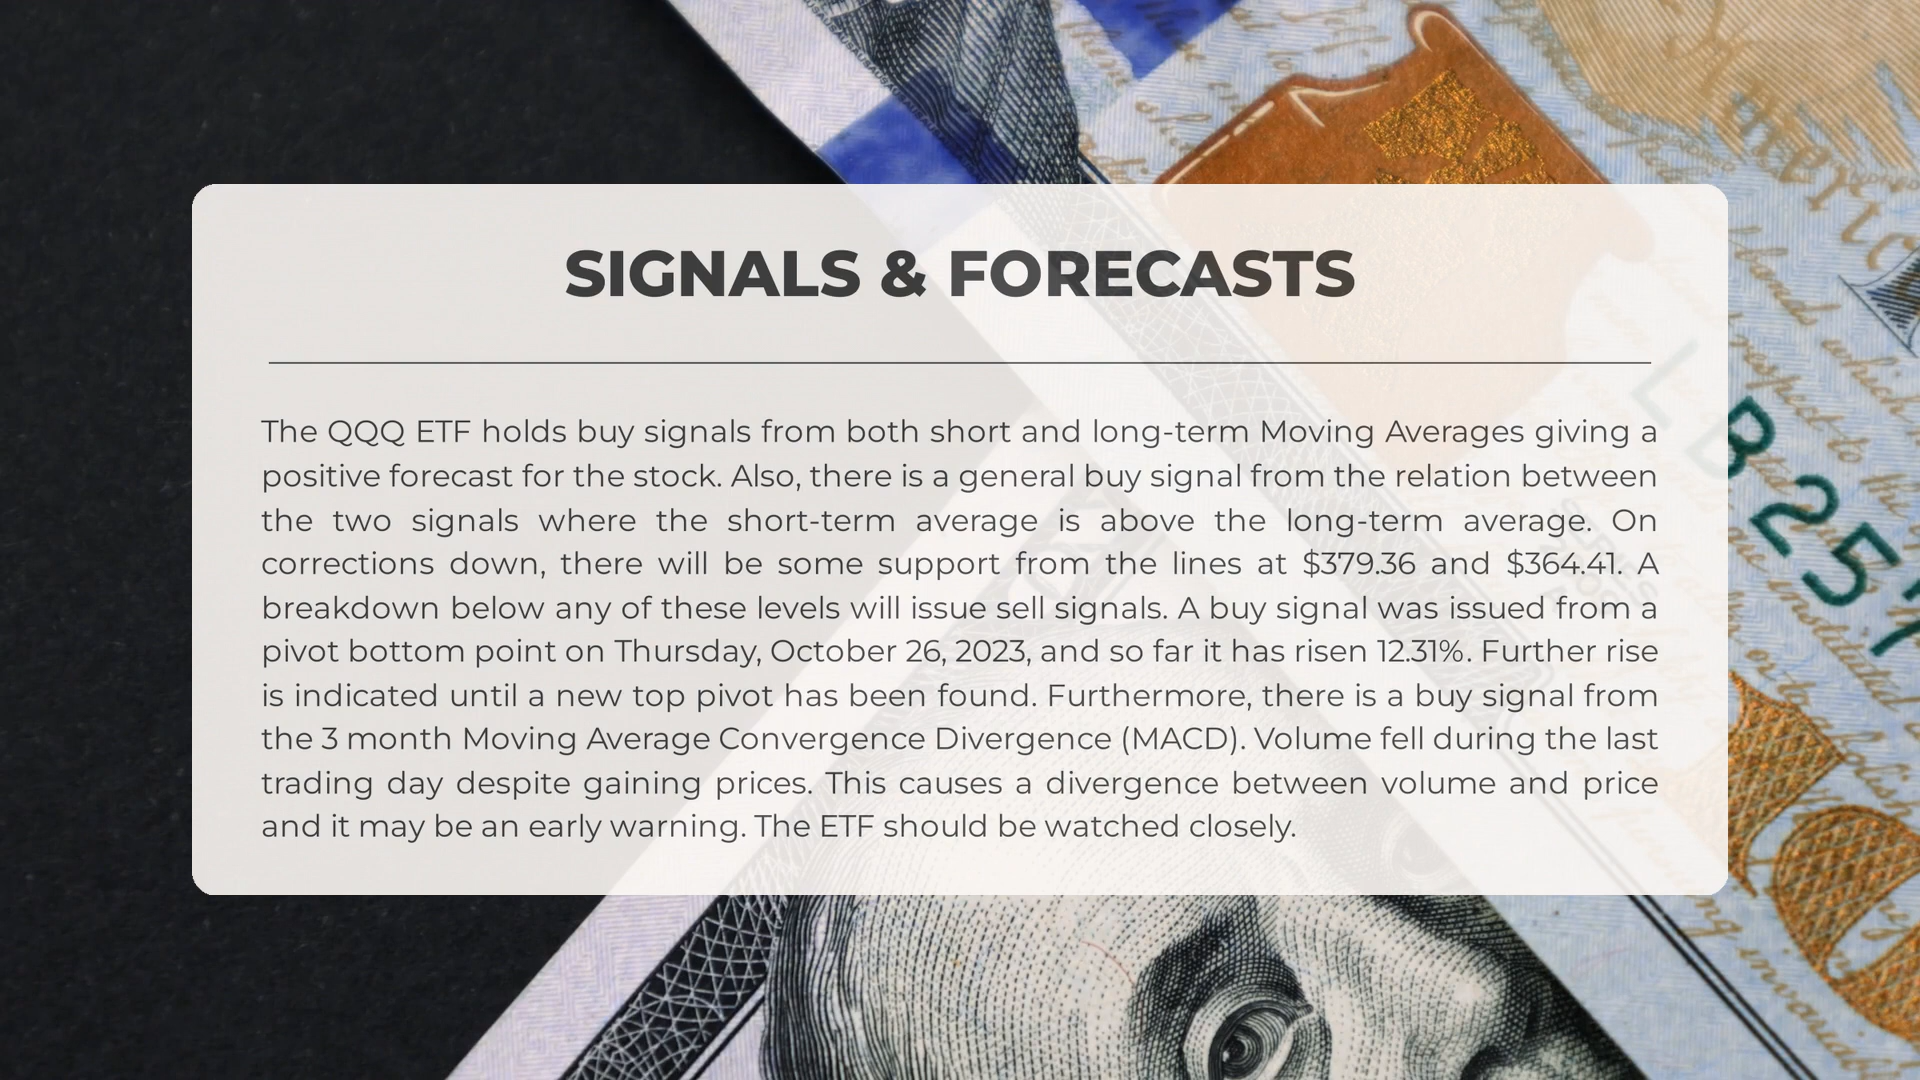 SIGNALS & FORECASTS
The QQQ ETF holds buy signals from both short and long-term Moving Averages giving a
positive forecast for the stock. Also, there is a general buy signal from the relation between
the two signals where the short-term average is above the long-term average. On
corrections down, there will be some support from the lines at $379.36 and $364.41. A
breakdown below any of these levels will issue sell signals. A buy signal was issued from a
pivot bottom point on Thursday, October 26, 2023, and so far it has risen 12.31%. Further rise
is indicated until a new top pivot has been found. Furthermore, there is a buy signal from
the 3 month Moving Average Convergence Divergence (MACD). Volume fell during the last
trading day despite gaining prices. This causes a divergence between volume and price
and it may be an early warning. The ETF should be watched closely.
L B 257